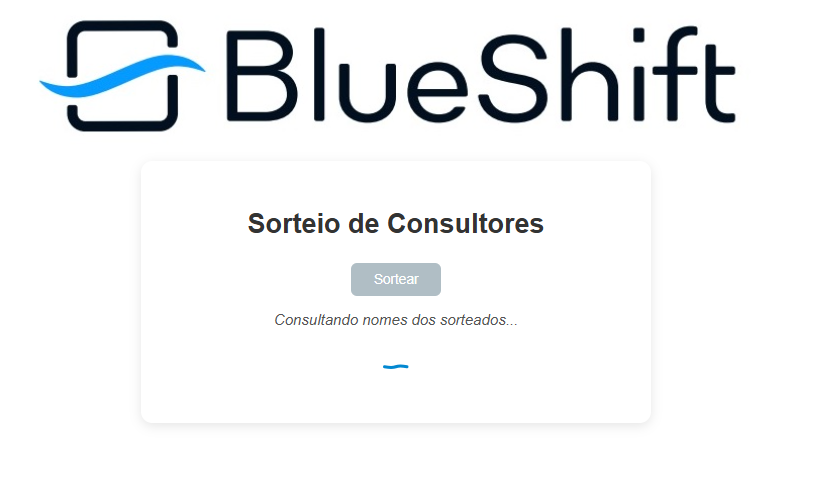 BlueShift
Sorteio de Consultores
Sortear
Consultando nomes dos sorteados...